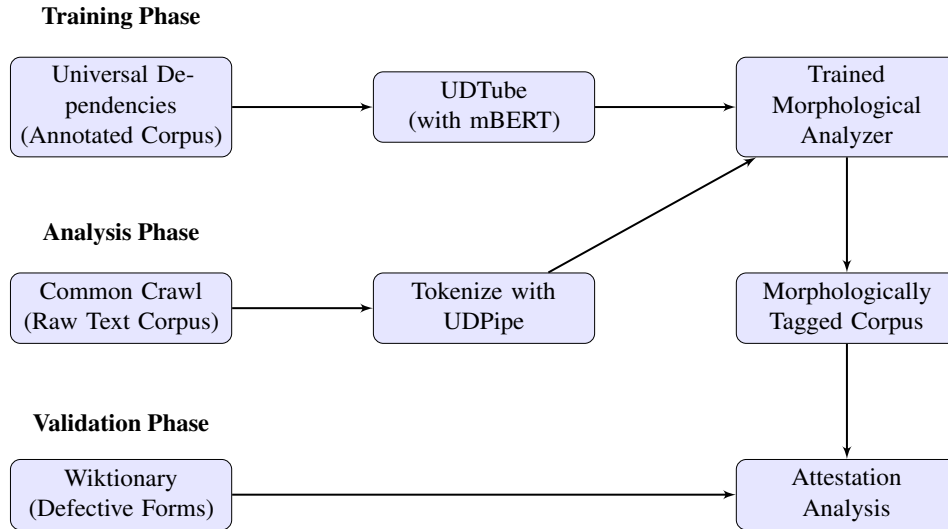 Training Phase
Universal De-
pendencies
(Annotated Corpus)
UDTube
(with mBERT)
Trained
Morphological
Analyzer
Analysis Phase
Common Crawl
(Raw Text Corpus)
Tokenize with
UDPipe
Morphologically
Tagged Corpus
Validation Phase
Wiktionary
(Defective Forms)
Attestation
Analysis